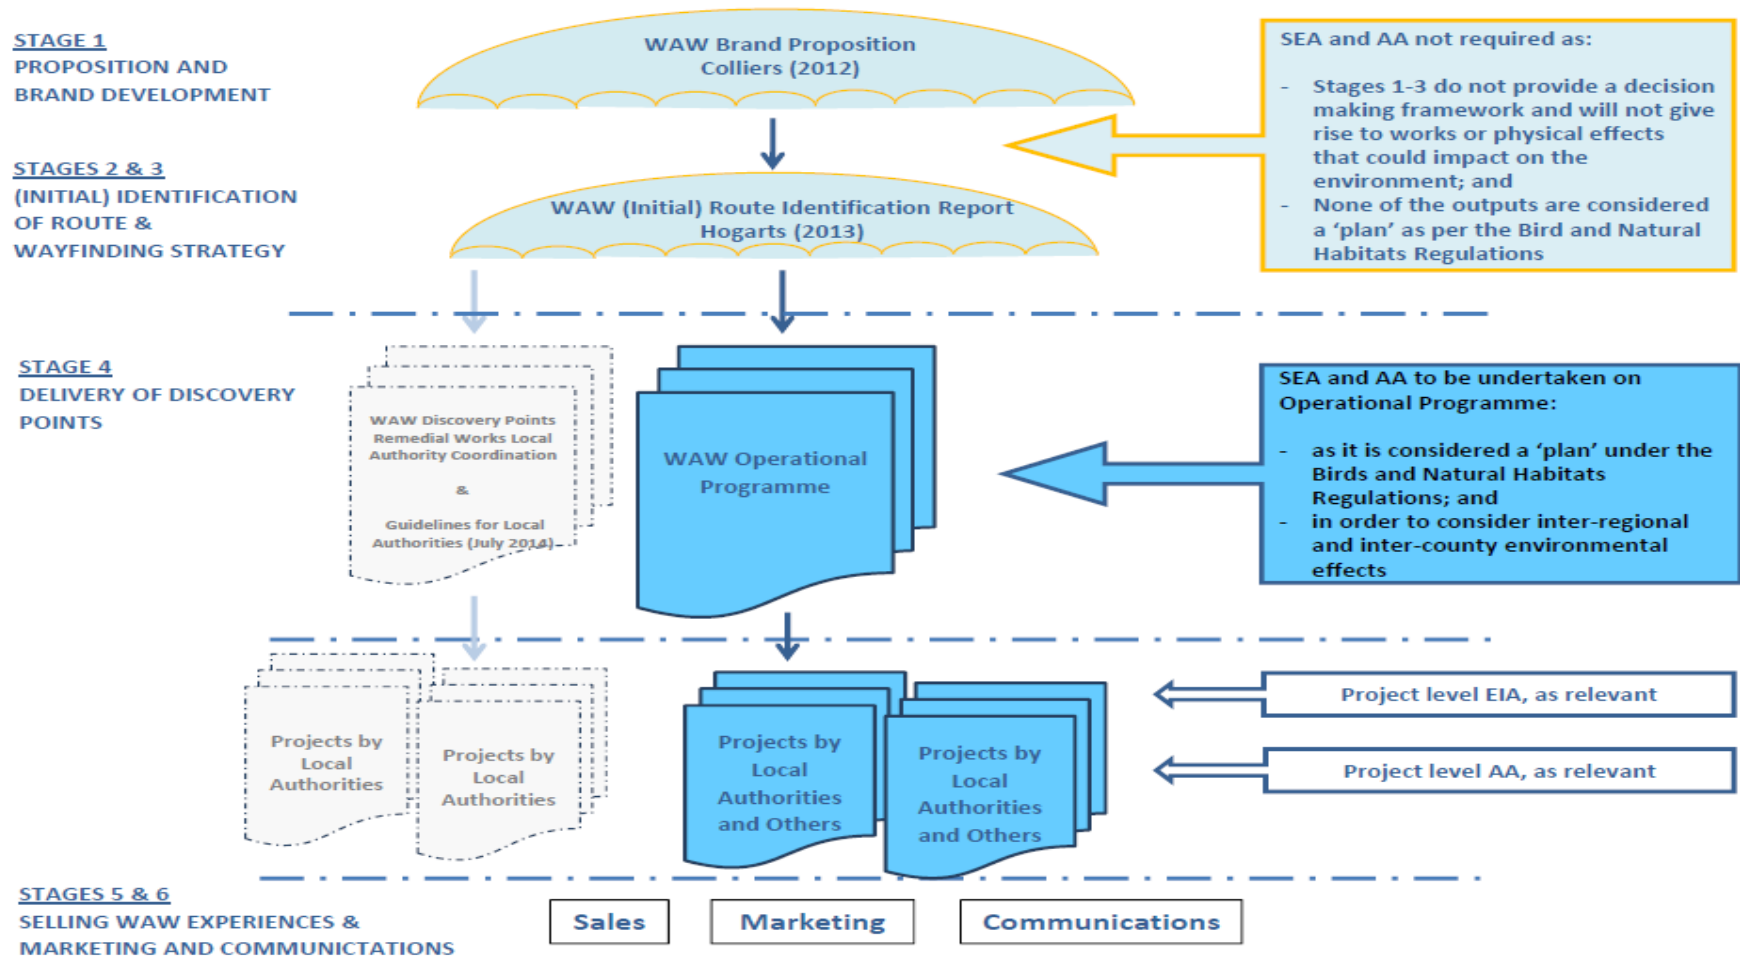 STAGE 1
PROPOSITION AND
BRAND DEVELOPMENT
WAW Brand Proposition
Colliers (2012)
SEA and AA not required as:
- Stages 1-3 do not provide a decision
making framework and will not give
rise to works or physical effects
that could impact on the
environment; and
- None of the outputs are considered
a ‘plan’ as per the Bird and Natural
Habitats Regulations
STAGES 2 & 3
(INITIAL) IDENTIFICATION
OF ROUTE &
WAYFINDING STRATEGY
WAW (Initial) Route Identification Report
Hogarts (2013)
STAGE 4
DELIVERY OF DISCOVERY
POINTS
WAW Discovery Points
Remedial Works Local
Authority Coordination
&
Guidelines for Local
Authorities (July 2014)
WAW Operational
Programme
SEA and AA to be undertaken on
Operational Programme:
- as it is considered a ‘plan’ under the
Birds and Natural Habitats
Regulations; and
- in order to consider inter-regional
and inter-county environmental
effects
Projects by
Local
Authorities
Projects by
Local
Authorities
Projects by
Local
Authorities
and Others
Projects by
Local
Authorities
and Others
Project level EIA, as relevant
Project level AA, as relevant
STAGES 5 & 6
SELLING WAW EXPERIENCES &
MARKETING AND COMMUNICTATIONS
Sales
Marketing
Communications